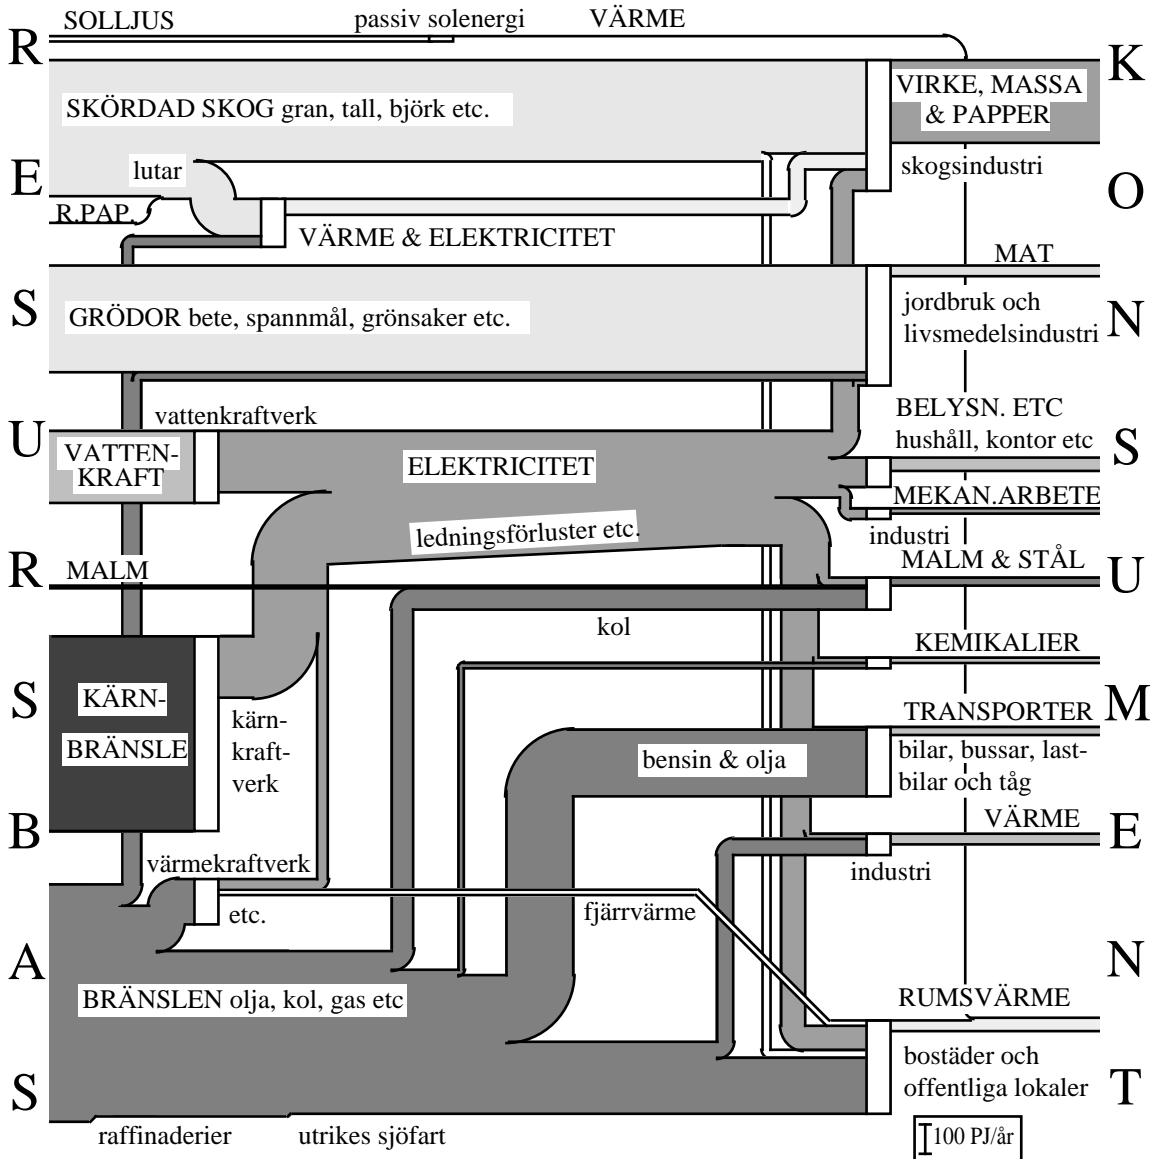 R
SOLLJUS
passiv solenergi
VÄRME
K
SKÖRDAD SKOG gran, tall, björk etc.
VIRKE, MASSA
& PAPPER
E
lutar
skogsindustri
O
R.PAP.
VÄRME & ELEKTRICITET
MAT
S
GRÖDOR bete, spannmål, grönsaker etc.
jordbruk och
livsmedelsindustri
N
vattenkraftverk
BELYSN. ETC
hushåll, kontor etc
U
VATTEN-
KRAFT
ELEKTRICITET
S
MEKAN.ARBETE
ledningsförluster etc.
industri
R
MALM
MALM & STÅL
U
kol
KEMIKALIER
S
KÄRN-
BRÄNSLE
kärn-
kraft-
verk
TRANSPORTER
M
bensin & olja
bilar, bussar, last-
bilar och tåg
B
VÄRME
E
värmekraftverk
industri
etc.
fjärrvärme
A
BRÄNSLEN olja, kol, gas etc
RUMSVÄRME
N
bostäder och
offentliga lokaler
S
T
raffinaderier
utrikes sjöfart
100 PJ/år